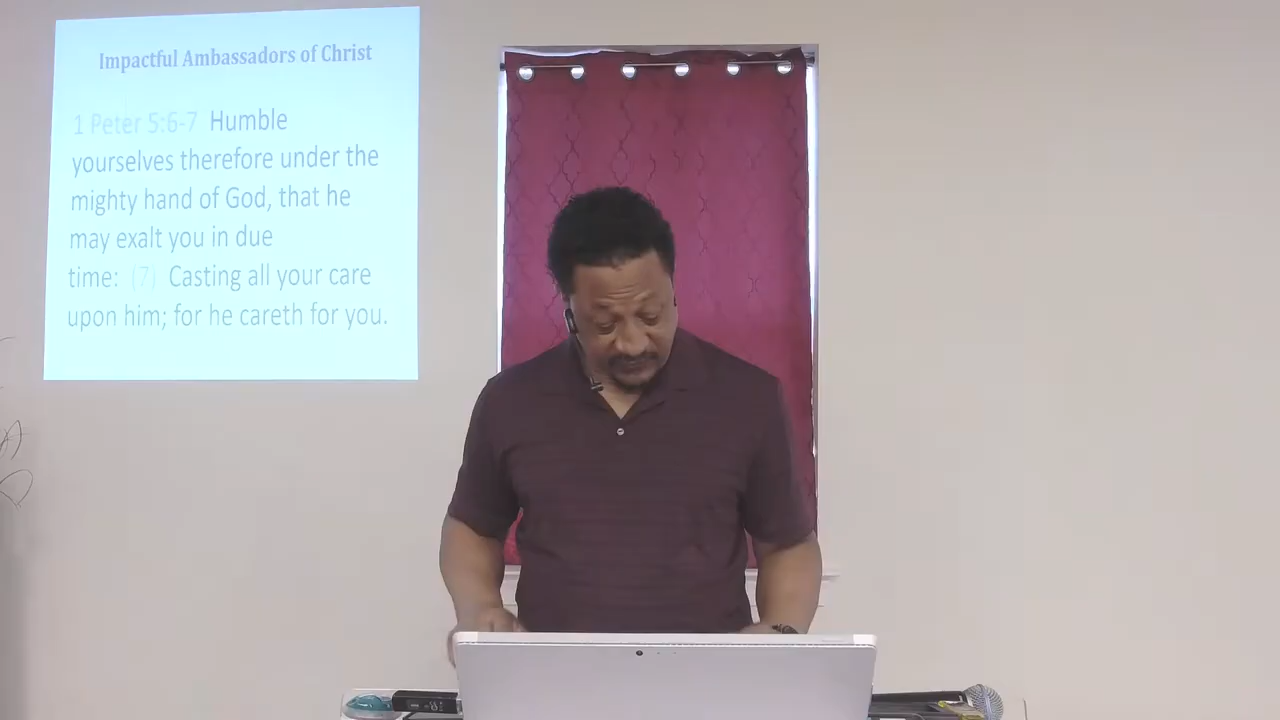 Impactful Ambassadors of Christ
1 Peter 5:6-7 Humble
yourselves therefore under the
mighty hand of God, that he
may exalt you in due
time: (7) Casting all your care
upon him; for he careth for you.